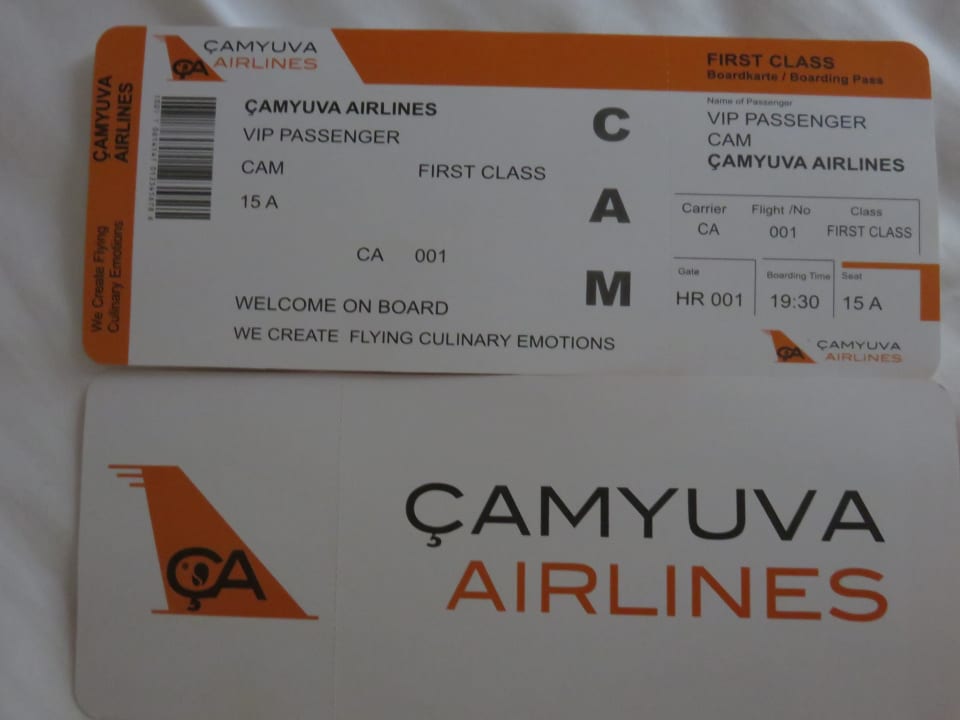 ÇAMYUVA
AIRLINES
We Create Flying
Culinary Emotions
ÇAMYUVA
AIRLINES
ÇA
ÇAMYUVA AIRLINES
VIP PASSENGER
CAM
FIRST CLASS
15 A
CA 001
WELCOME ON BOARD
WE CREATE FLYING CULINARY EMOTIONS
C
A
M
FIRST CLASS
Boardkarte / Boarding Pass
Name of Passenger
VIP PASSENGER
CAM
ÇAMYUVA AIRLINES
Carrier Flight /No Class
CA 001 FIRST CLASS
Gate Boarding Time Seat
HR 001 19:30 15 A
ÇA
ÇAMYUVA
AIRLINES
ÇA
ÇAMYUVA
AIRLINES